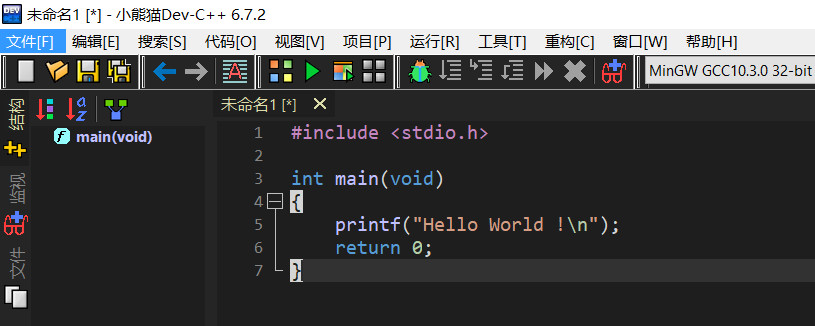 DEV
未命名1 [*] - 小熊猫Dev-C++ 6.7.2
文件[F] 编辑[E] 搜索[S] 代码[O] 视图[V] 项目[P] 运行[R] 工具[T] 重构[C] 窗口[W] 帮助[H]
MinGW GCC10.3.0 32-bit
结构
监视
文件
main(void)
未命名1 [*]
1 #include <stdio.h>
2
3 int main(void)
4 {
5 printf("Hello World !\n");
6 return 0;
7 }